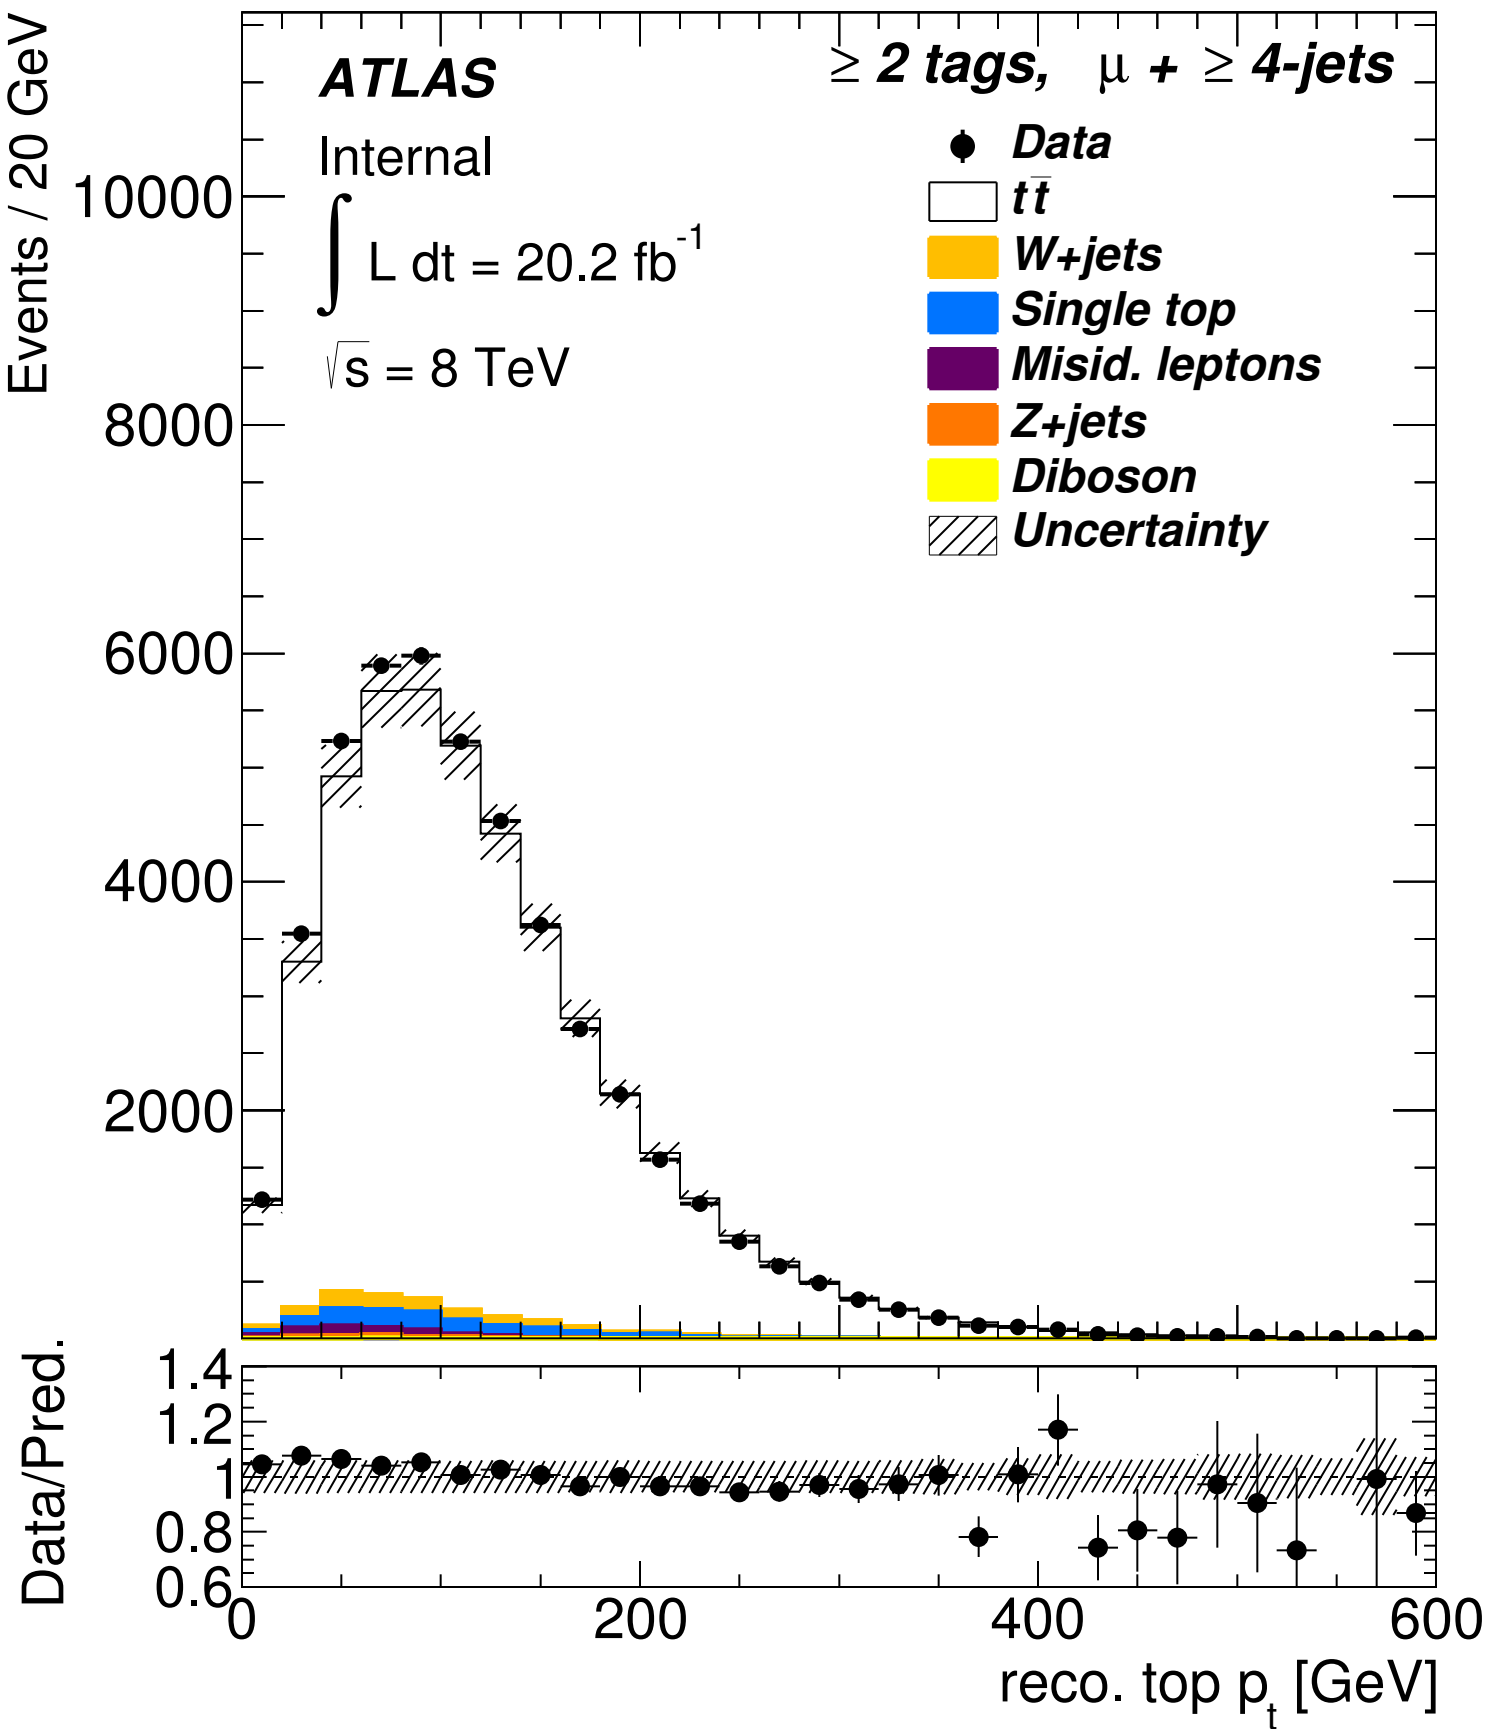 Events / 20 GeV
ATLAS
Internal
∫ L dt = 20.2 fb⁻¹
√s = 8 TeV
≥ 2 tags, μ + ≥ 4-jets
Data
tt̅
W+jets
Single top
Misid. leptons
Z+jets
Diboson
Uncertainty
10000
8000
6000
4000
2000
Data/Pred.
1.4
1.2
1
0.8
0.6
0
200
400
600
reco. top pₜ [GeV]